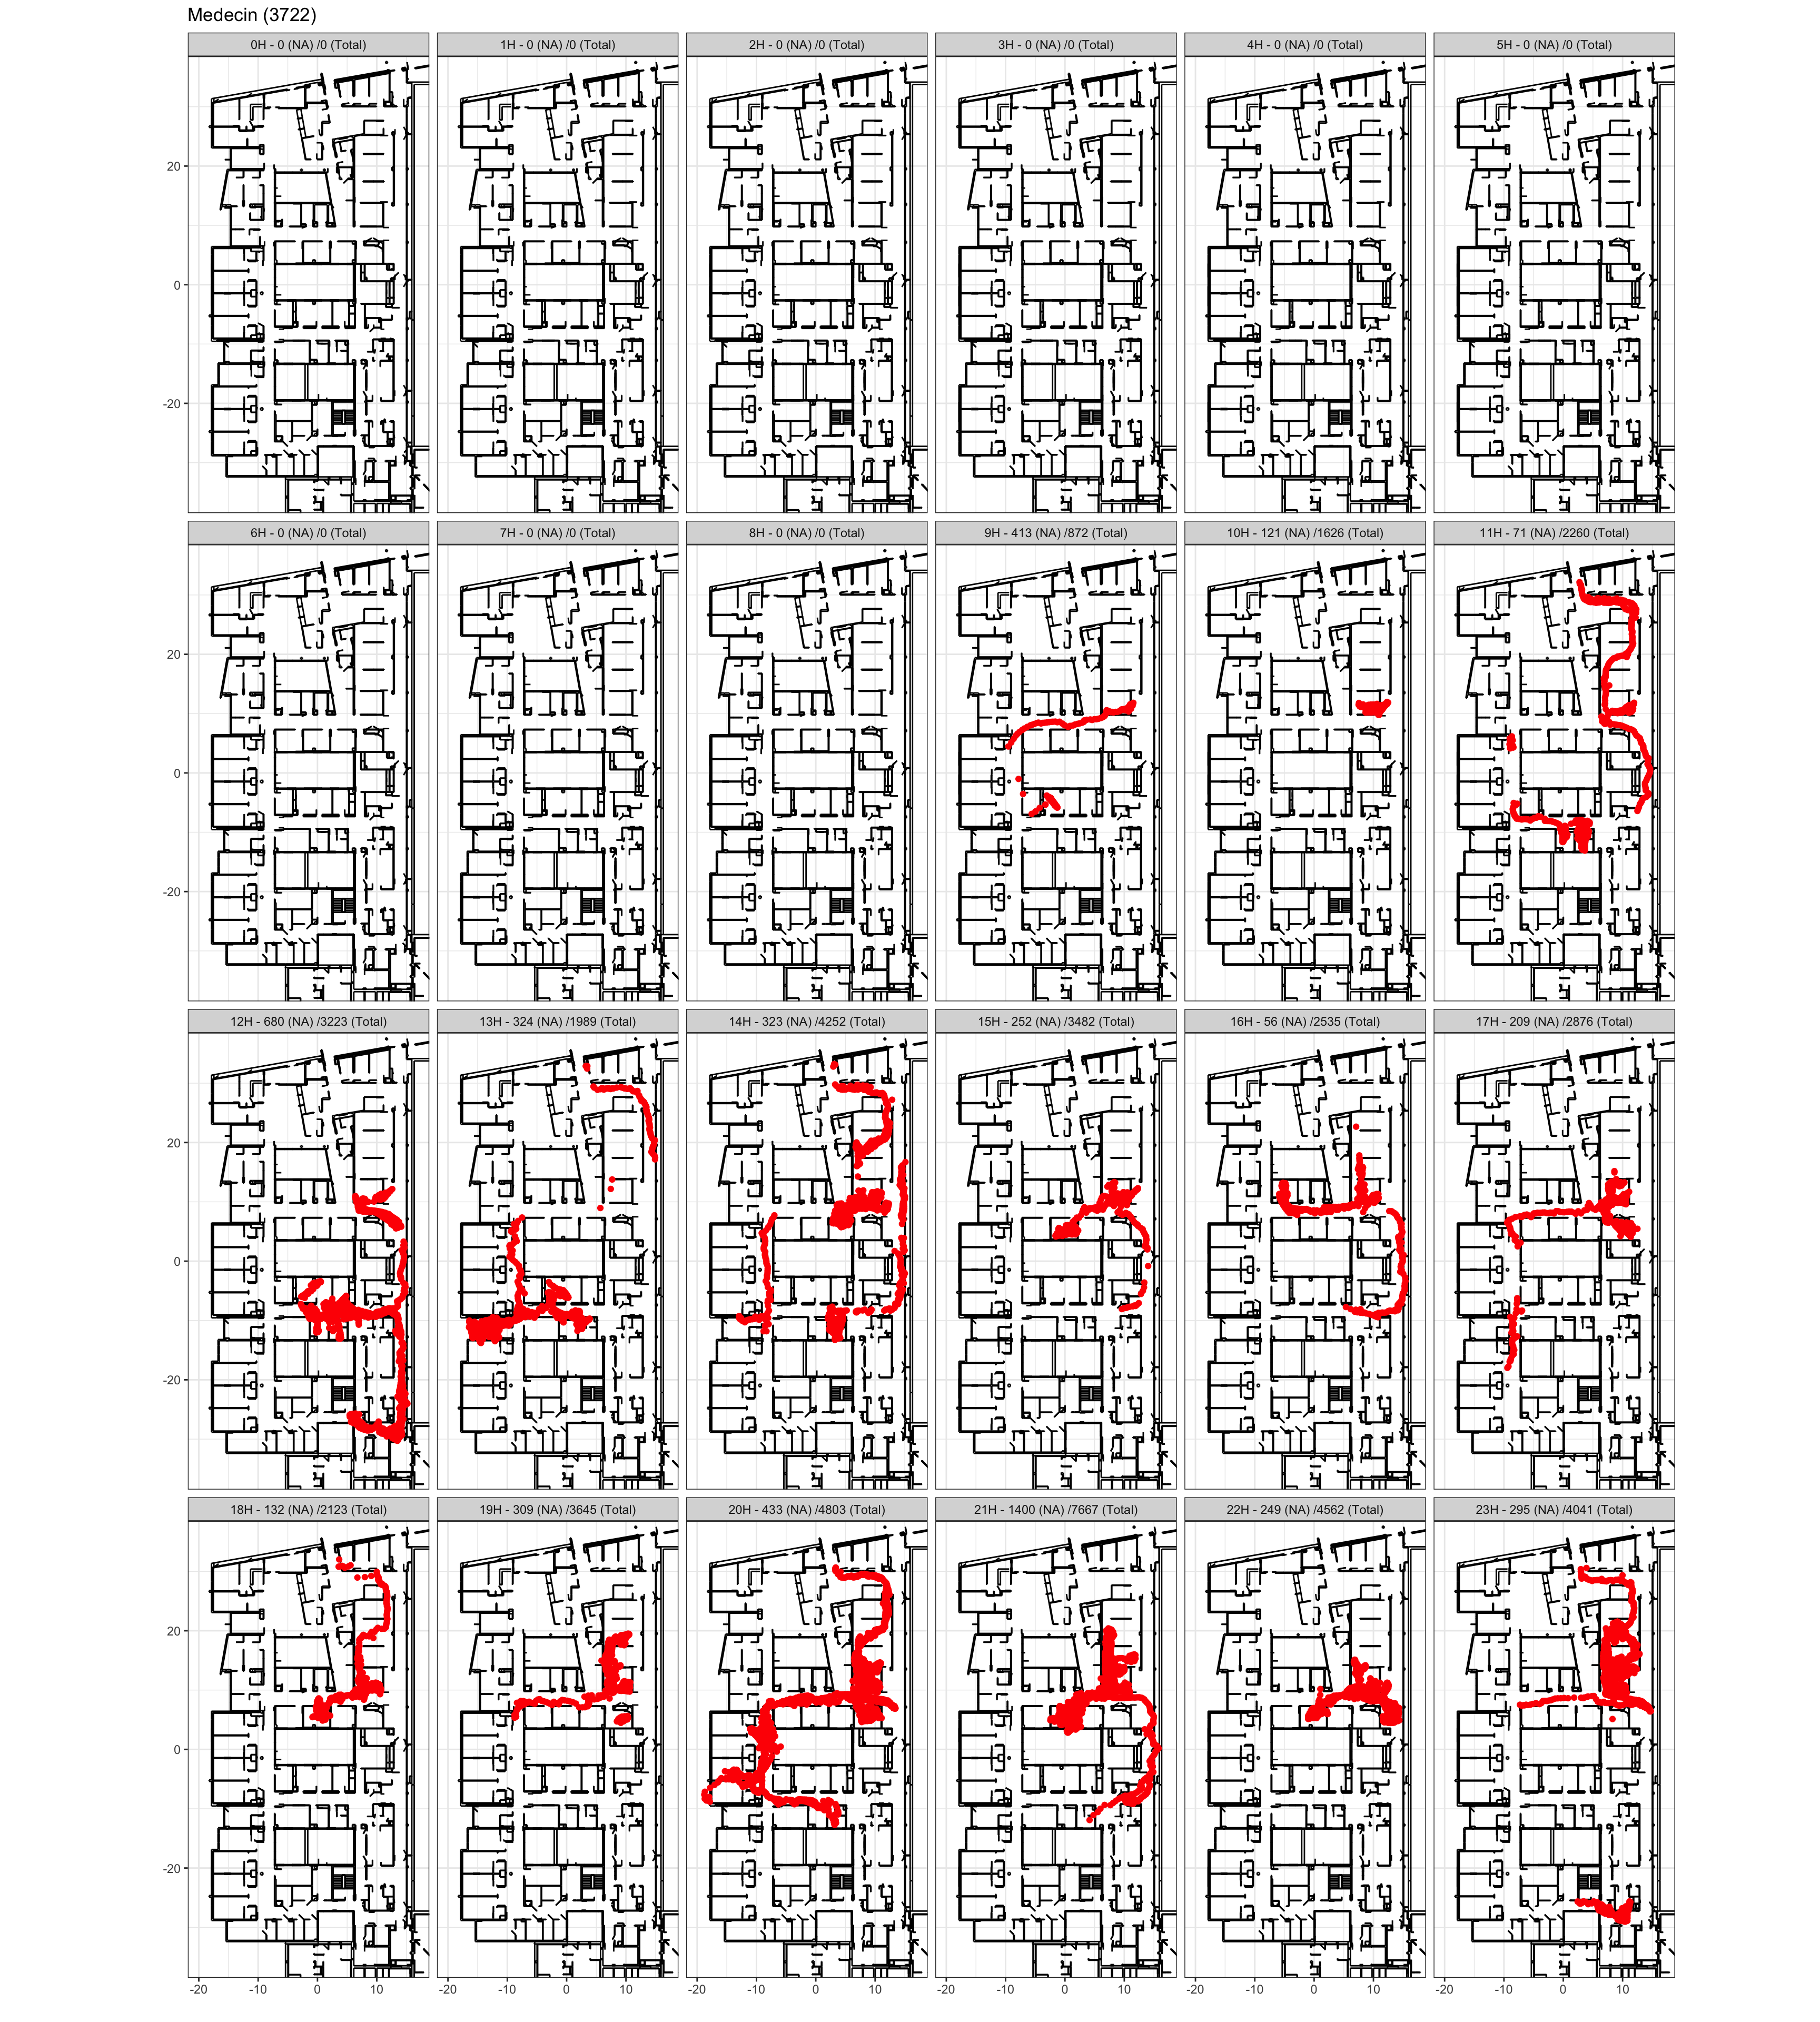 Medecin (3722)
0H - 0 (NA) /0 (Total) 1H - 0 (NA) /0 (Total) 2H - 0 (NA) /0 (Total) 3H - 0 (NA) /0 (Total) 4H - 0 (NA) /0 (Total) 5H - 0 (NA) /0 (Total)
20
0
-20
6H - 0 (NA) /0 (Total) 7H - 0 (NA) /0 (Total) 8H - 0 (NA) /0 (Total) 9H - 413 (NA) /872 (Total) 10H - 121 (NA) /1626 (Total) 11H - 71 (NA) /2260 (Total)
20
0
-20
12H - 680 (NA) /3223 (Total) 13H - 324 (NA) /1989 (Total) 14H - 323 (NA) /4252 (Total) 15H - 252 (NA) /3482 (Total) 16H - 56 (NA) /2535 (Total) 17H - 209 (NA) /2876 (Total)
20
0
-20
18H - 132 (NA) /2123 (Total) 19H - 309 (NA) /3645 (Total) 20H - 433 (NA) /4803 (Total) 21H - 1400 (NA) /7667 (Total) 22H - 249 (NA) /4562 (Total) 23H - 295 (NA) /4041 (Total)
20
0
-20
-20 -10 0 10 -20 -10 0 10 -20 -10 0 10 -20 -10 0 10 -20 -10 0 10 -20 -10 0 10